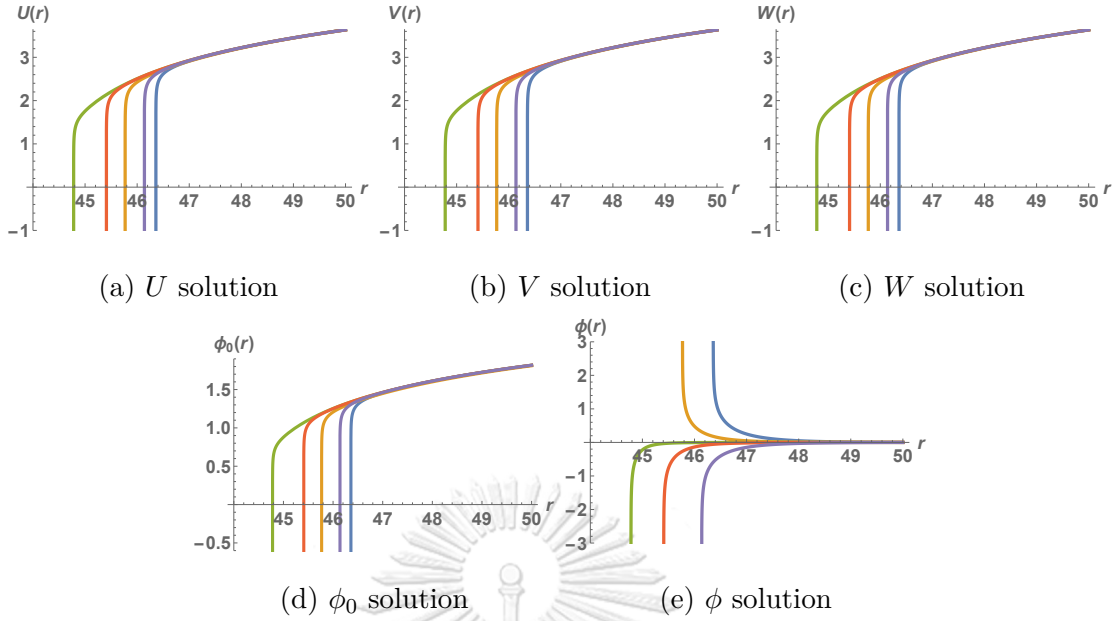 U(r) V(r) W(r)
3 3 3
2 2 2
1 1 1
45 46 47 48 49 50 r 45 46 47 48 49 50 r 45 46 47 48 49 50 r
-1 -1 -1
(a) U solution (b) V solution (c) W solution
ϕ₀(r) ϕ(r)
3
1.5 2
1.0 1
0.5 45 46 47 48 49 50 r
-1
45 46 47 48 49 50 r -2
-0.5 -3
(d) ϕ₀ solution (e) ϕ solution